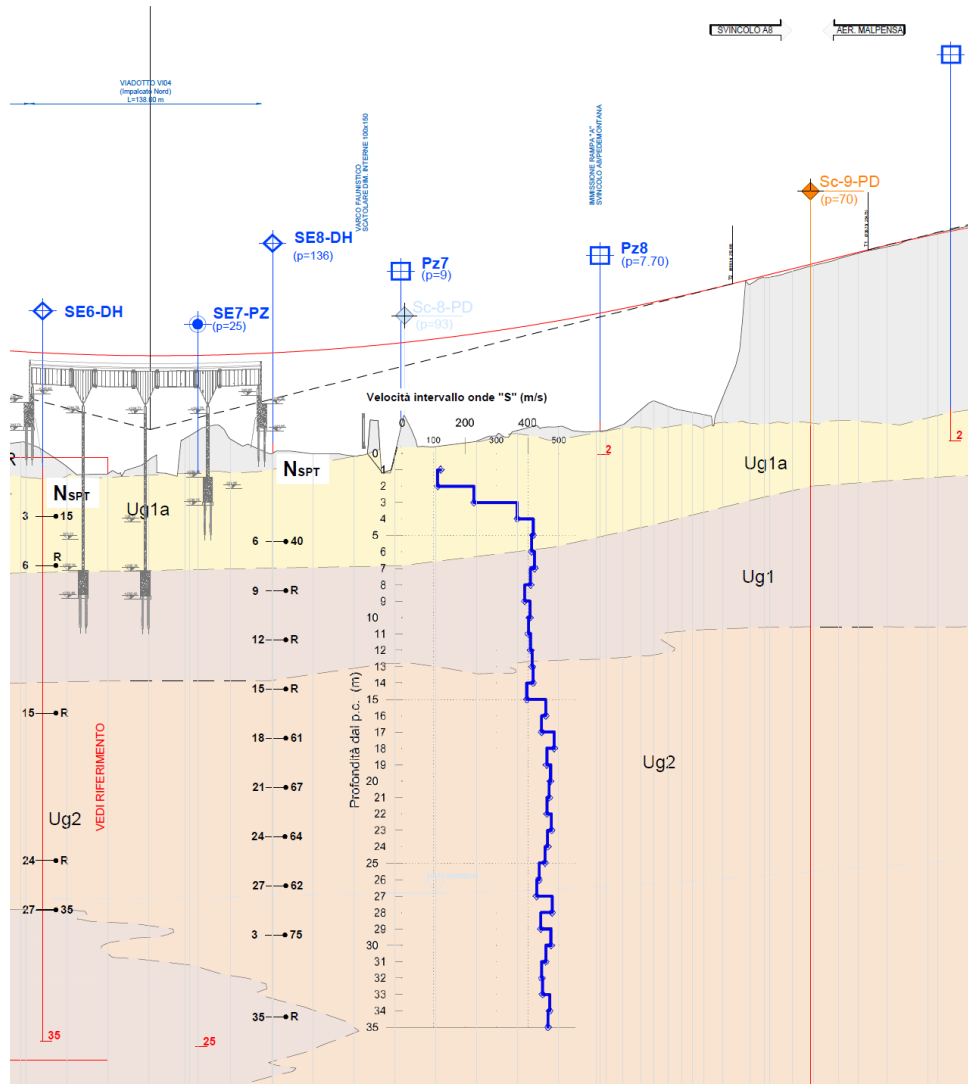 SVINCOLO A8
AER. MALPENSA
VIADOTTO VI04
(Impalcato Nord)
L=138.00 m
VARCO FAUNISTICO
SCATOLARE DIM. INTERNE 100x150
IMMISSIONE RAMPA "A"
SVINCOLO A8/PEDEMONTANA
Sc-9-PD
(p=70)
SE8-DH
(p=136)
Pz7
(p=9)
Pz8
(p=7.70)
SE6-DH
SE7-PZ
(p=25)
Sc-8-PD
(p=93)
Velocità intervallo onde "S" (m/s)
0
100
200
300
400
500
R
NSPT
3
15
6
R
15
R
24
R
27
35
35
VEDI RIFERIMENTO
25
NSPT
6
40
9
R
12
R
15
R
18
61
21
67
24
64
27
62
3
75
35
R
Profondità dal p.c. (m)
0
1
2
3
4
5
6
7
8
9
10
11
12
13
14
15
16
17
18
19
20
21
22
23
24
25
26
27
28
29
30
31
32
33
34
35
2
2
Ug1a
Ug1a
Ug1
Ug2
Ug2